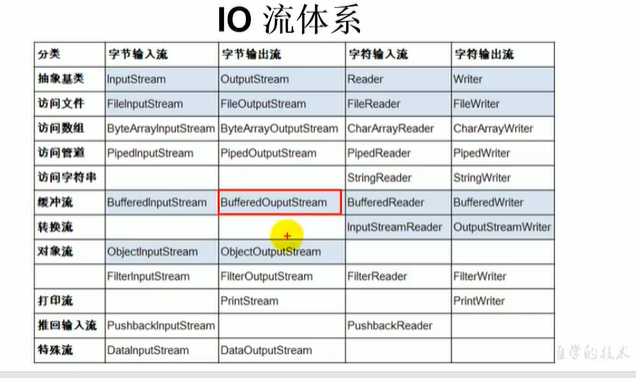 IO 流体系
分类 字节输入流 字节输出流 字符输入流 字符输出流
抽象基类 InputStream OutputStream Reader Writer
访问文件 FileInputStream FileOutputStream FileReader FileWriter
访问数组 ByteArrayInputStream ByteArrayOutputStream CharArrayReader CharArrayWriter
访问管道 PipedInputStream PipedOutputStream PipedReader PipedWriter
访问字符串 StringReader StringWriter
缓冲流 BufferedInputStream BufferedOuputStream BufferedReader BufferedWriter
转换流 InputStreamReader OutputStreamWriter
对象流 ObjectInputStream ObjectOutputStream
FilterInputStream FilterOutputStream FilterReader FilterWriter
打印流 PrintStream PrintWriter
推回输入流 PushbackInputStream PushbackReader
特殊流 DataInputStream DataOutputStream
自学的技术